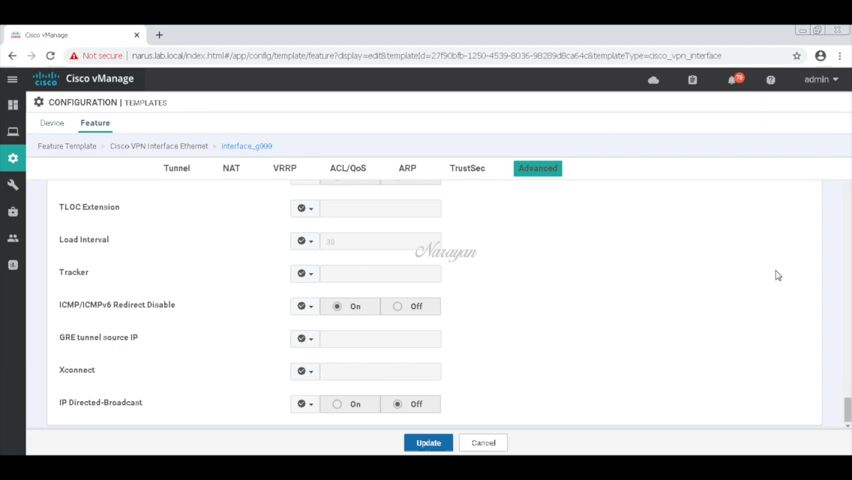 Cisco vManage
Not secure | narus.lab.local/index.html#/app/config/template/feature?display=edit&templateId=27f90bfb-1250-4539-8036-98289d8ca64c&templateType=cisco_vpn_interface
Cisco vManage
admin
CONFIGURATION | TEMPLATES
Device Feature
Feature Template > Cisco VPN Interface Ethernet > interface_g000
Tunnel NAT VRRP ACL/QoS ARP TrustSec Advanced
TLOC Extension
Load Interval 30
Narayan
Tracker
ICMP/ICMPv6 Redirect Disable On Off
GRE tunnel source IP
Xconnect
IP Directed-Broadcast On Off
Update Cancel